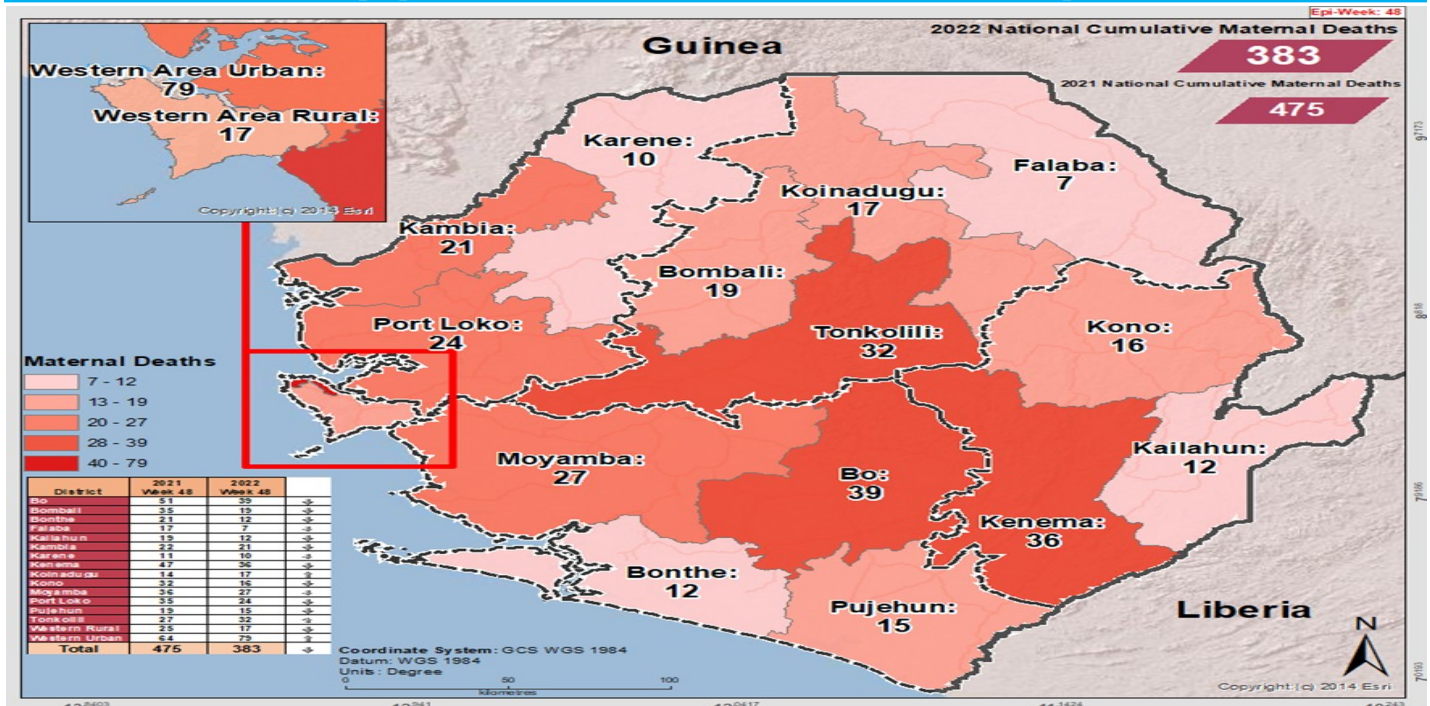 Epi-Week: 48
2022 National Cumulative Maternal Deaths
383
2021 National Cumulative Maternal Deaths
475
Guinea
Western Area Urban:
79
Western Area Rural:
17
Copyright:(c) 2014 Esri
Karene:
10
Falaba:
7
Koinadugu:
17
Kambia:
21
Bombali:
19
Port Loko:
24
Tonkolili:
32
Kono:
16
Maternal Deaths
7 - 12
13 - 19
20 - 27
28 - 39
40 - 79
Moyamba:
27
Bo:
39
Kailahun:
12
Kenema:
36
Bonthe:
12
Pujehun:
15
Liberia
N
District 2021 Week 48 2022 Week 48
Bo 51 39
Bombali 35 19
Bonthe 21 12
Falaba 17 7
Kailahun 19 12
Kambia 22 21
Karene 11 10
Kenema 47 36
Koinadugu 14 17
Kono 32 16
Moyamba 36 27
Port Loko 35 24
Pujehun 19 15
Tonkolili 27 32
Western Rural 25 17
Western Urban 64 79
Total 475 383
Coordinate System: GCS WGS 1984
Datum: WGS 1984
Units: Degree
0 50 100
kilometres
Copyright:(c) 2014 Esri